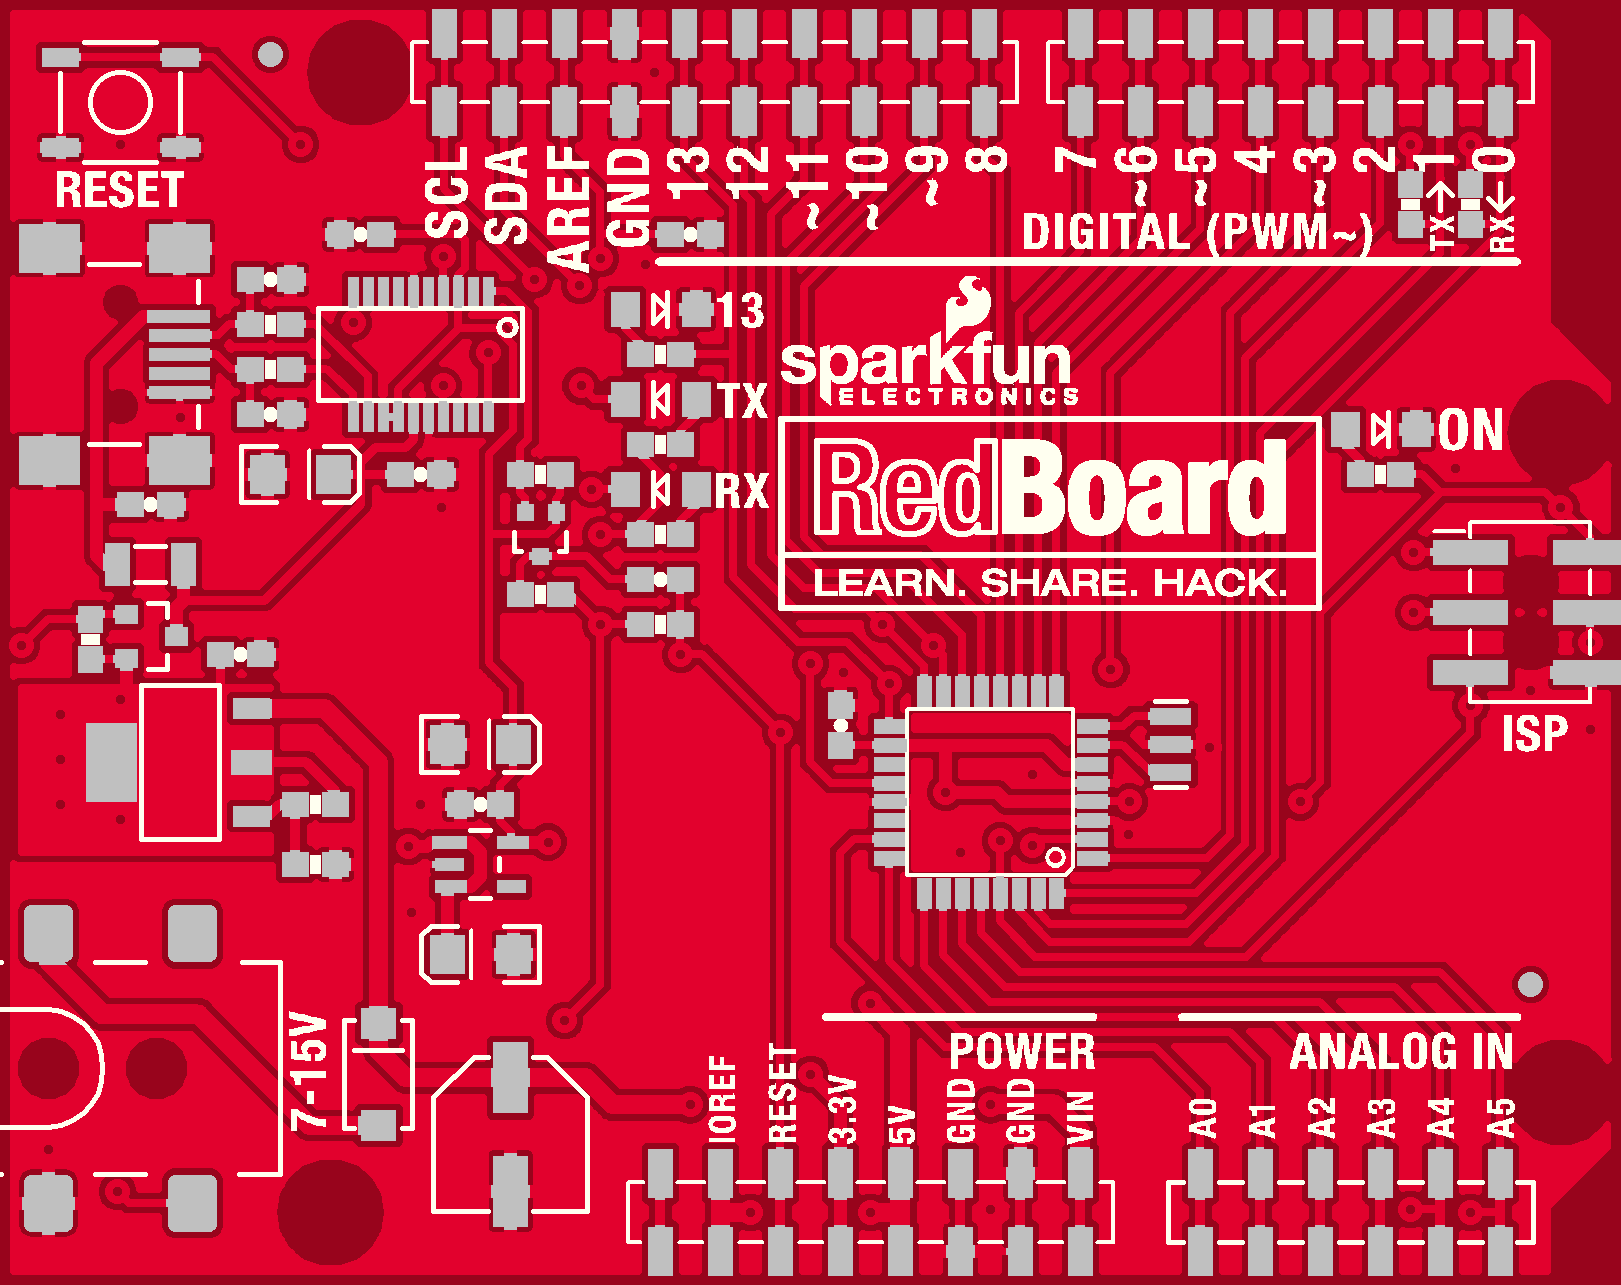 RESET
SCL
SDA
AREF
GND
13
12
~11
~10
~9
8
7
~6
~5
4
~3
2
1
0
TX→
RX←
DIGITAL (PWM~)
13
TX
RX
sparkfun
ELECTRONICS
RedBoard
LEARN. SHARE. HACK.
ON
ISP
7-15V
POWER
ANALOG IN
IOREF
RESET
3.3V
5V
GND
GND
VIN
A0
A1
A2
A3
A4
A5